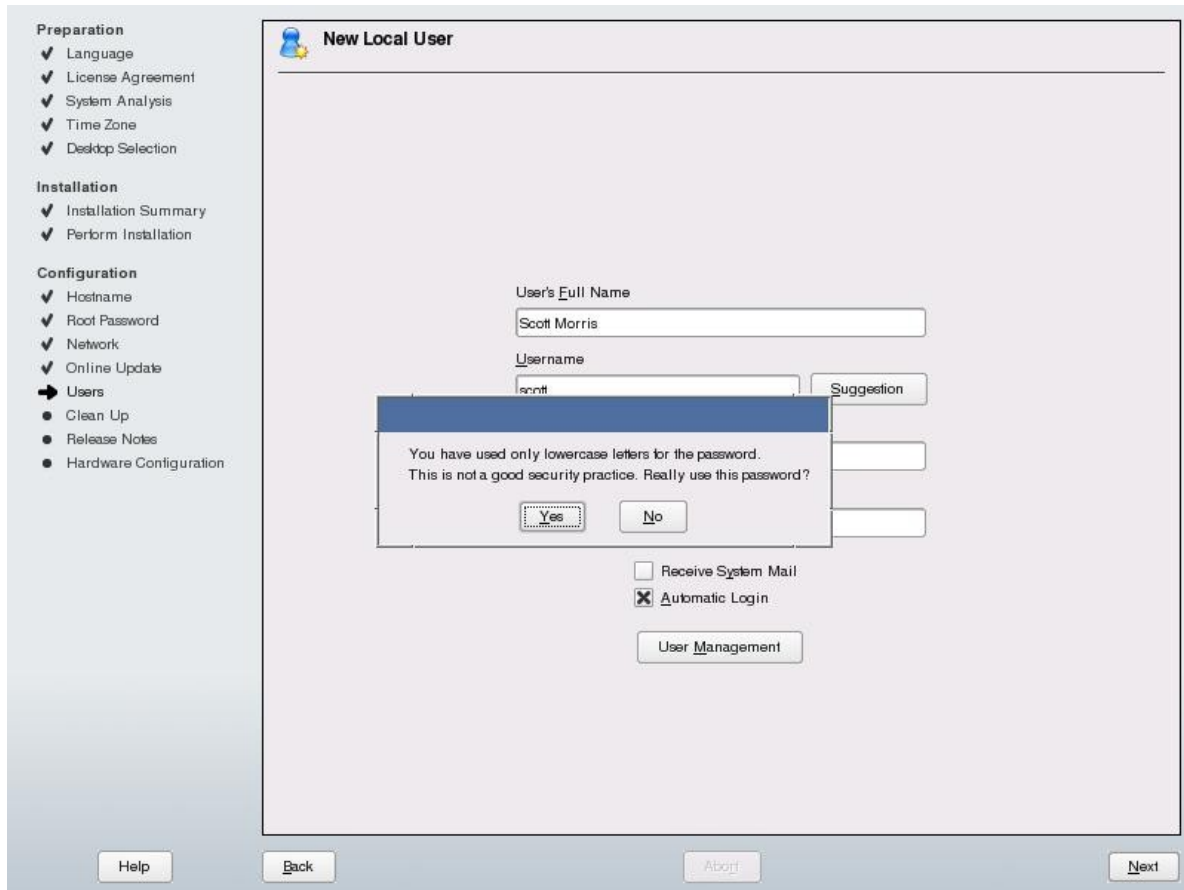 Preparation
Language
License Agreement
System Analysis
Time Zone
Desktop Selection
Installation
Installation Summary
Perform Installation
Configuration
Hostname
Root Password
Network
Online Update
Users
Clean Up
Release Notes
Hardware Configuration
New Local User
User's Full Name
Scott Morris
Username
scott
Suggestion
You have used only lowercase letters for the password.
This is not a good security practice. Really use this password?
Yes
No
Receive System Mail
Automatic Login
User Management
Help
Back
Abort
Next